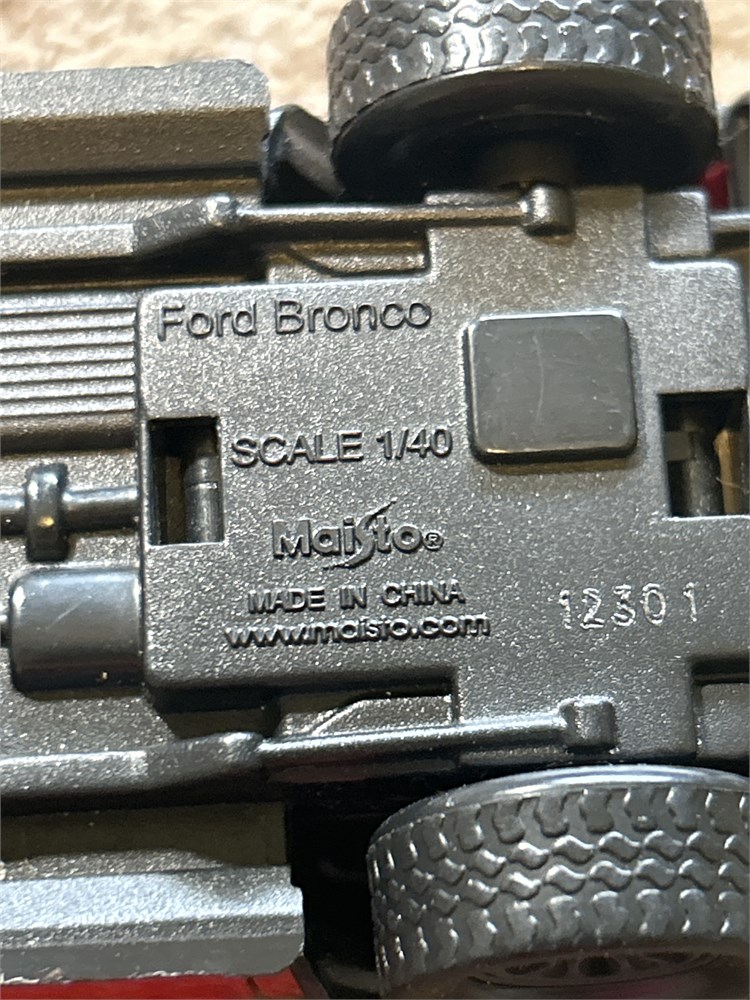 Ford Bronco
SCALE 1/40
Maisto®
MADE IN CHINA
www.maisto.com
12301